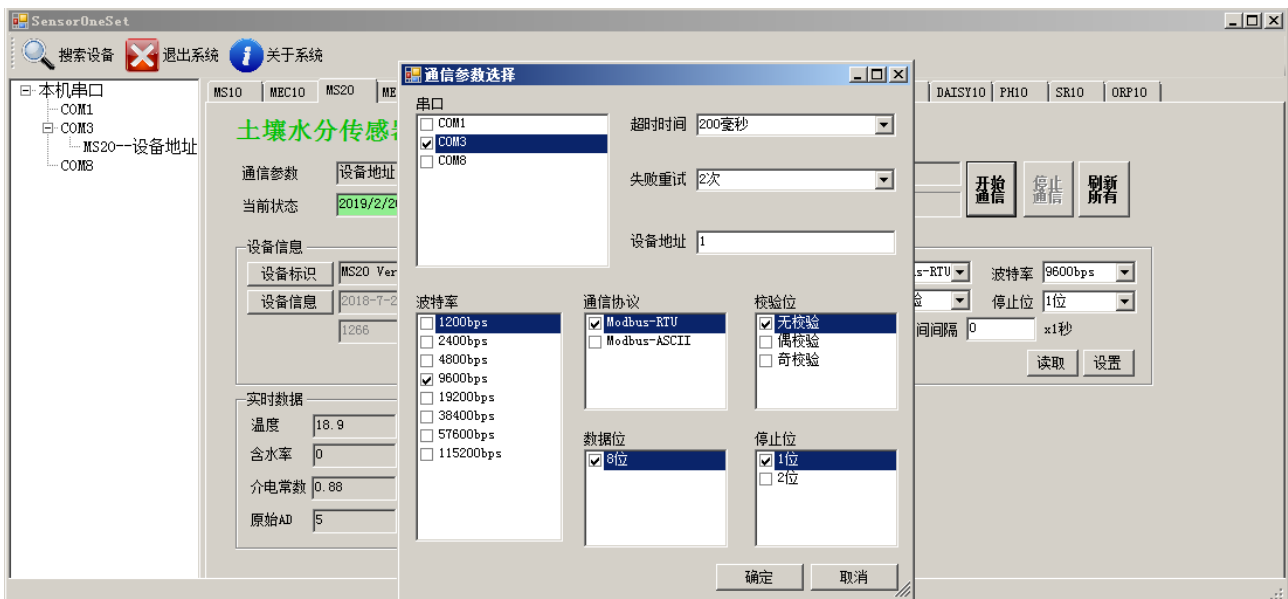 SensorOneSet
搜索设备 退出系统 关于系统
本机串口
COM1
COM3
MS20--设备地址
COM8
MS10 MEC10 MS20 ME
DAISY10 PH10 SR10 ORP10
土壤水分传感
通信参数 设备地址
当前状态 2019/2/2
开始通信 停止通信 刷新所有
设备信息
设备标识 MS20 Ver
设备信息 2018-7-2
1266
s-RTU 波特率 9600bps
验 停止位 1位
间间隔 0 x1秒
读取 设置
实时数据
温度 18.9
含水率 0
介电常数 0.88
原始AD 5
通信参数选择
串口
COM1
COM3
COM8
超时时间 200毫秒
失败重试 2次
设备地址 1
波特率
1200bps
2400bps
4800bps
9600bps
19200bps
38400bps
57600bps
115200bps
通信协议
Modbus-RTU
Modbus-ASCII
校验位
无校验
偶校验
奇校验
数据位
8位
停止位
1位
2位
确定 取消